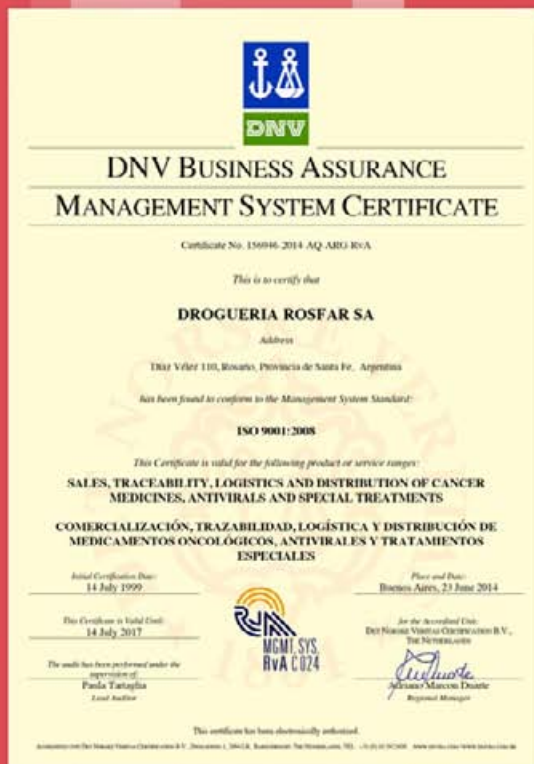 DNV
DNV BUSINESS ASSURANCE
MANAGEMENT SYSTEM CERTIFICATE
Certificate No. 156946-2014-AQ-ARG-RvA
This is to certify that
DROGUERIA ROSFAR SA
Address
Díaz Vélez 110, Rosario, Provincia de Santa Fe, Argentina
has been found to conform to the Management System Standard:
ISO 9001:2008
This Certificate is valid for the following product or service ranges:
SALES, TRACEABILITY, LOGISTICS AND DISTRIBUTION OF CANCER
MEDICINES, ANTIVIRALS AND SPECIAL TREATMENTS
COMERCIALIZACIÓN, TRAZABILIDAD, LOGÍSTICA Y DISTRIBUCIÓN DE
MEDICAMENTOS ONCOLÓGICOS, ANTIVIRALES Y TRATAMIENTOS
ESPECIALES
Initial Certification Date:
14 July 1999
Place and Date:
Buenos Aires, 23 June 2014
This Certificate is Valid Until:
14 July 2017
for the Accredited Unit:
DET NORSKE VERITAS CERTIFICATION B.V.,
THE NETHERLANDS
MGMT. SYS.
RvA C 024
The audit has been performed under the
supervision of:
Paola Tartaglia
Lead Auditor
Adriano Marcon Duarte
Regional Manager
This certificate has been electronically authorized.